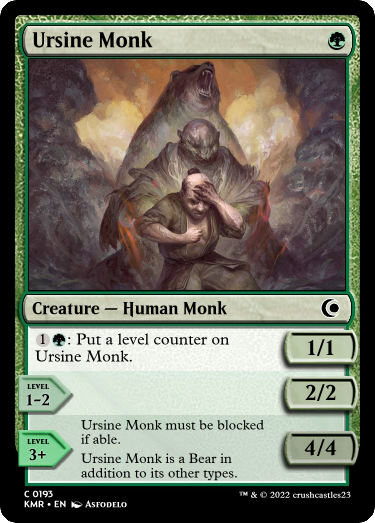 Ursine Monk
Creature — Human Monk
1 : Put a level counter on
Ursine Monk.
1/1
LEVEL
1-2
2/2
LEVEL
3+
Ursine Monk must be blocked
if able.
Ursine Monk is a Bear in
addition to its other types.
4/4
C 0193
KMR • EN Asfodelo
™ & © 2022 crushcastles23